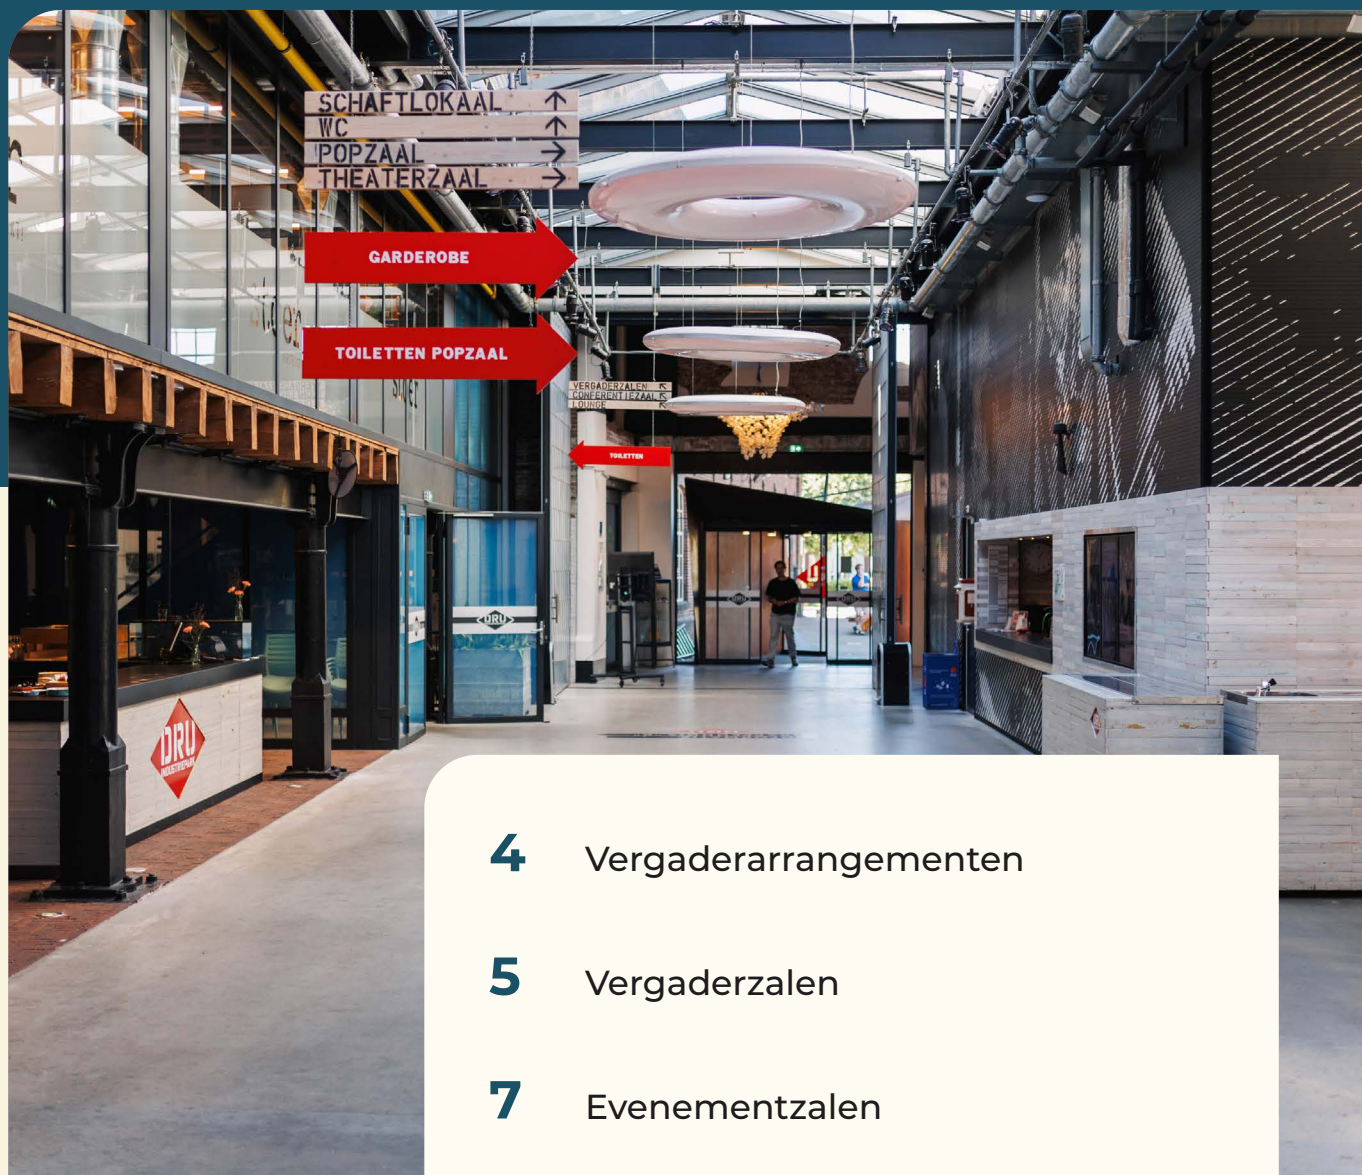 SCHAFTLOKAAL ↑
WC ↑
POPZAAL →
THEATERZAAL →
GARDEROBE
TOILETTEN POPZAAL
VERGADERZALEN
CONFERENTIEZAAL
LOUNGE
TOILETTEN
DRU
DRU
INDUSTRIEPARK
4 Vergaderarrangementen
5 Vergaderzalen
7 Evenementzalen